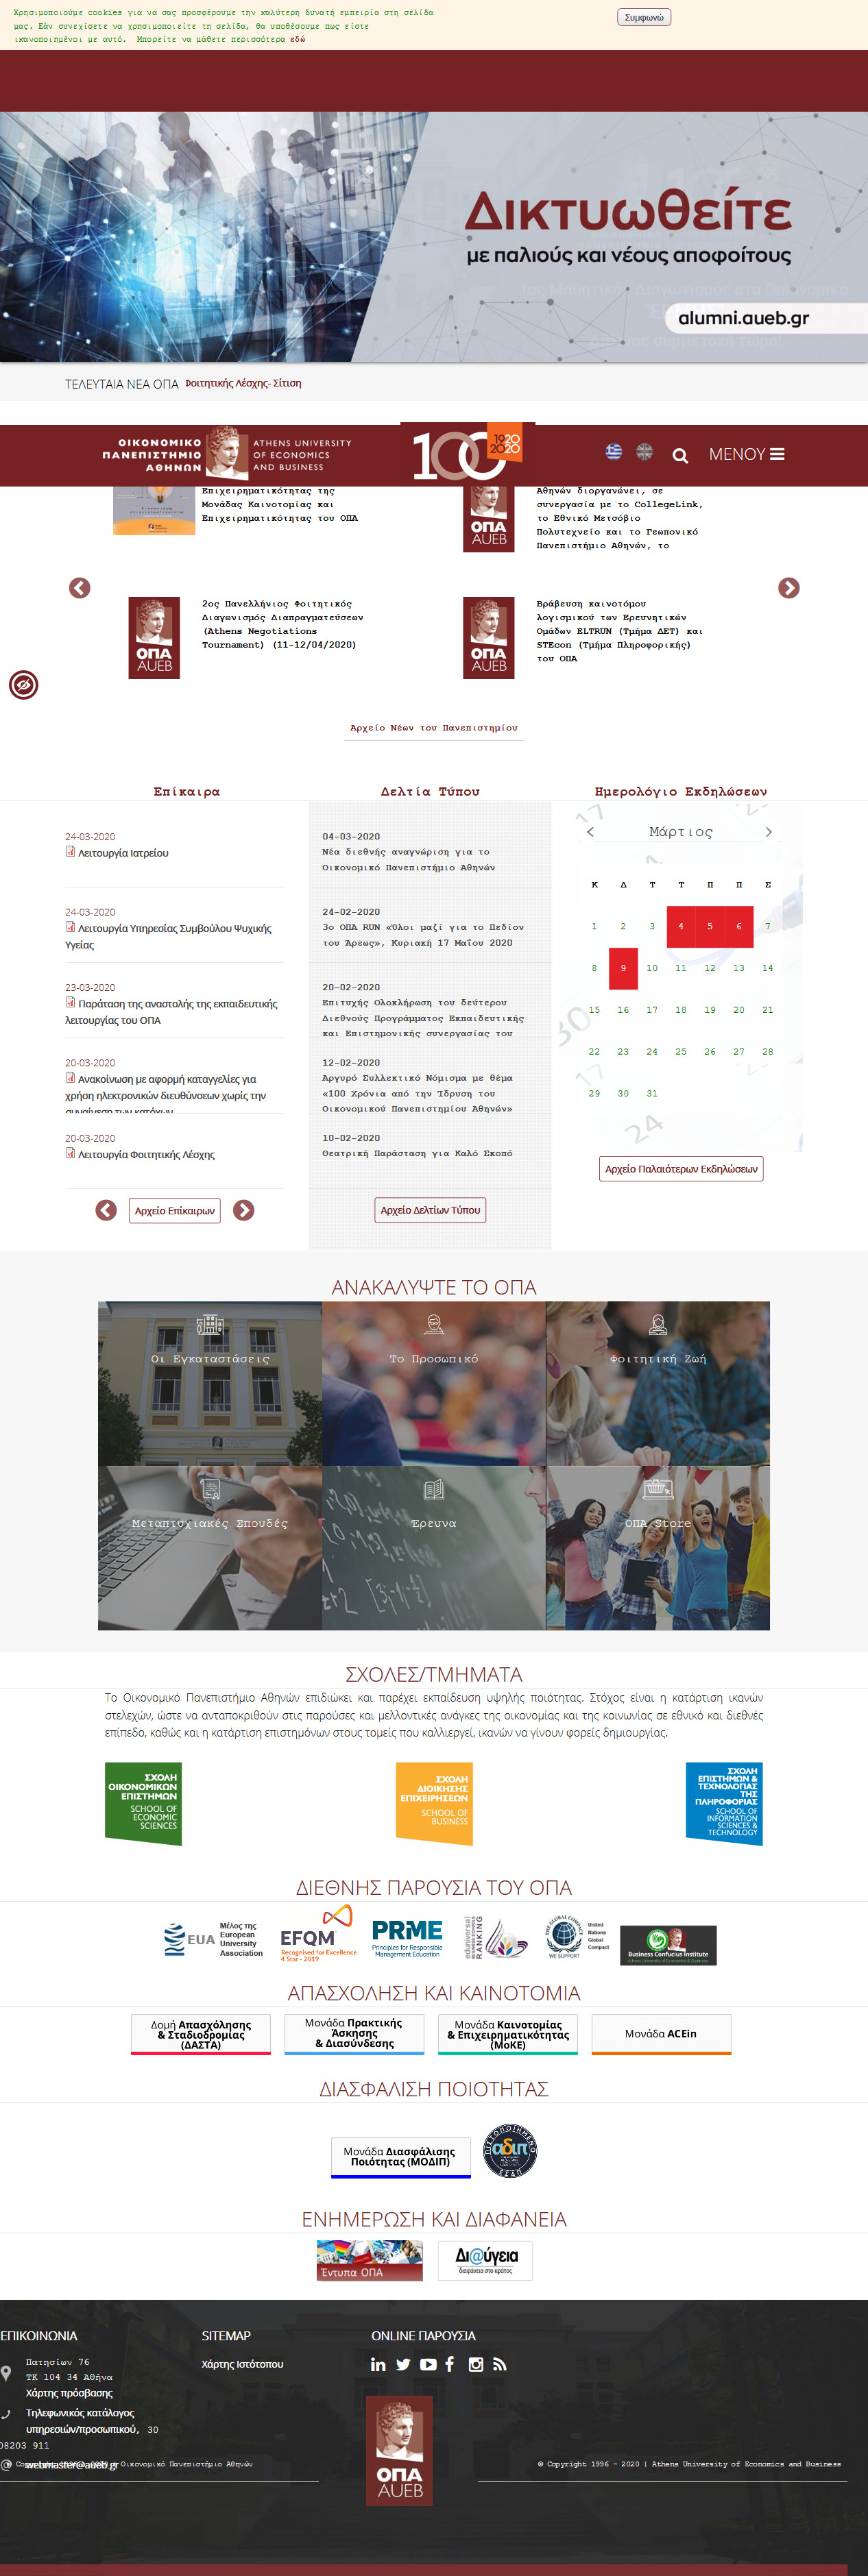 Χρησιμοποιούμε cookies για να σας προσφέρουμε την καλύτερη δυνατή εμπειρία στη σελίδα
μας. Εάν συνεχίσετε να χρησιμοποιείτε τη σελίδα, θα υποθέσουμε πως είστε
ικανοποιημένοι με αυτό. Μπορείτε να μάθετε περισσότερα εδώ
Συμφωνώ
Δικτυωθείτε
με παλιούς και νέους αποφοίτους
alumni.aueb.gr
ΤΕΛΕΥΤΑΙΑ ΝΕΑ ΟΠΑ Φοιτητικής Λέσχης- Σίτιση
ΟΙΚΟΝΟΜΙΚΟ
ΠΑΝΕΠΙΣΤΗΜΙΟ
ΑΘΗΝΩΝ
ATHENS UNIVERSITY
OF ECONOMICS
AND BUSINESS
100
1920
2020
ΜΕΝΟΥ
Επιχειρηματικότητας της
Μονάδας Καινοτομίας και
Επιχειρηματικότητας του ΟΠΑ
ΟΠΑ
AUEB
Αθηνών διοργανώνει, σε
συνεργασία με το CollegeLink,
το Εθνικό Μετσόβιο
Πολυτεχνείο και το Γεωπονικό
Πανεπιστήμιο Αθηνών, το
ΟΠΑ
AUEB
2ος Πανελλήνιος Φοιτητικός
Διαγωνισμός Διαπραγματεύσεων
(Athens Negotiations
Tournament) (11-12/04/2020)
ΟΠΑ
AUEB
Βράβευση καινοτόμου
λογισμικού των Ερευνητικών
Ομάδων ELTRUN (Τμήμα ΔΕΤ) και
STEcon (Τμήμα Πληροφορικής)
του ΟΠΑ
Αρχείο Νέων του Πανεπιστημίου
Επίκαιρα
24-03-2020
Λειτουργία Ιατρείου
24-03-2020
Λειτουργία Υπηρεσίας Συμβούλου Ψυχικής
Υγείας
23-03-2020
Παράταση της αναστολής της εκπαιδευτικής
λειτουργίας του ΟΠΑ
20-03-2020
Ανακοίνωση με αφορμή καταγγελίες για
χρήση ηλεκτρονικών διευθύνσεων χωρίς την
συναίνεση των κατόχων
20-03-2020
Λειτουργία Φοιτητικής Λέσχης
Αρχείο Επίκαιρων
Δελτία Τύπου
04-03-2020
Νέα διεθνής αναγνώριση για το
Οικονομικό Πανεπιστήμιο Αθηνών
24-02-2020
3ο ΟΠΑ RUN «Όλοι μαζί για το Πεδίον
του Άρεως», Κυριακή 17 Μαΐου 2020
20-02-2020
Επιτυχής Ολοκλήρωση του δεύτερου
Διεθνούς Προγράμματος Εκπαιδευτικής
και Επιστημονικής συνεργασίας του
12-02-2020
Αργυρό Συλλεκτικό Νόμισμα με θέμα
«100 Χρόνια από την Ίδρυση του
Οικονομικού Πανεπιστημίου Αθηνών»
10-02-2020
Θεατρική Παράσταση για Καλό Σκοπό
Αρχείο Δελτίων Τύπου
Ημερολόγιο Εκδηλώσεων
Μάρτιος
Κ Δ Τ Τ Π Π Σ
1 2 3 4 5 6 7
8 9 10 11 12 13 14
15 16 17 18 19 20 21
22 23 24 25 26 27 28
29 30 31
Αρχείο Παλαιότερων Εκδηλώσεων
ΑΝΑΚΑΛΥΨΤΕ ΤΟ ΟΠΑ
Οι Εγκαταστάσεις
Το Προσωπικό
Φοιτητική Ζωή
Μεταπτυχιακές Σπουδές
Έρευνα
ΟΠΑ Store
ΣΧΟΛΕΣ/ΤΜΗΜΑΤΑ
Το Οικονομικό Πανεπιστήμιο Αθηνών επιδιώκει και παρέχει εκπαίδευση υψηλής ποιότητας. Στόχος είναι η κατάρτιση ικανών
στελεχών, ώστε να ανταποκριθούν στις παρούσες και μελλοντικές ανάγκες της οικονομίας και της κοινωνίας σε εθνικό και διεθνές
επίπεδο, καθώς και η κατάρτιση επιστημόνων στους τομείς που καλλιεργεί, ικανών να γίνουν φορείς δημιουργίας.
ΣΧΟΛΗ
ΟΙΚΟΝΟΜΙΚΩΝ
ΕΠΙΣΤΗΜΩΝ
SCHOOL OF
ECONOMIC
SCIENCES
ΣΧΟΛΗ
ΔΙΟΙΚΗΣΗΣ
ΕΠΙΧΕΙΡΗΣΕΩΝ
SCHOOL OF
BUSINESS
ΣΧΟΛΗ
ΕΠΙΣΤΗΜΩΝ &
ΤΕΧΝΟΛΟΓΙΑΣ
ΤΗΣ
ΠΛΗΡΟΦΟΡΙΑΣ
SCHOOL OF
INFORMATION
SCIENCES &
TECHNOLOGY
ΔΙΕΘΝΗΣ ΠΑΡΟΥΣΙΑ ΤΟΥ ΟΠΑ
EUA
Μέλος της
European
University
Association
EFQM
Recognised for Excellence
4 Star - 2019
PRME
Principles for Responsible
Management Education
eduniversal
BUSINESS SCHOOLS
RANKING
THE GLOBAL COMPACT
WE SUPPORT
United
Nations
Global
Compact
Business Confucius Institute
Athens University of Economics & Business
ΑΠΑΣΧΟΛΗΣΗ ΚΑΙ ΚΑΙΝΟΤΟΜΙΑ
Δομή Απασχόλησης
& Σταδιοδρομίας
(ΔΑΣΤΑ)
Μονάδα Πρακτικής
Άσκησης
& Διασύνδεσης
Μονάδα Καινοτομίας
& Επιχειρηματικότητας
(ΜοΚΕ)
Μονάδα ACEin
ΔΙΑΣΦΑΛΙΣΗ ΠΟΙΟΤΗΤΑΣ
Μονάδα Διασφάλισης
Ποιότητας (ΜΟΔΙΠ)
ΠΙΣΤΟΠΟΙΗΜΕΝΟ
αδιπ
ΕΣΔΠ
ΕΝΗΜΕΡΩΣΗ ΚΑΙ ΔΙΑΦΑΝΕΙΑ
Έντυπα ΟΠΑ
Δι@ύγεια
διαφάνεια στο κράτος
ΕΠΙΚΟΙΝΩΝΙΑ
Πατησίων 76
ΤΚ 104 34 Αθήνα
Χάρτης πρόσβασης
Τηλεφωνικός κατάλογος
υπηρεσιών/προσωπικού, 30
08203 911
webmaster@aueb.gr
SITEMAP
Χάρτης Ιστότοπου
ONLINE ΠΑΡΟΥΣΙΑ
ΟΠΑ
AUEB
Οικονομικό Πανεπιστήμιο Αθηνών
© Copyright 1996 - 2020 | Athens University of Economics and Business